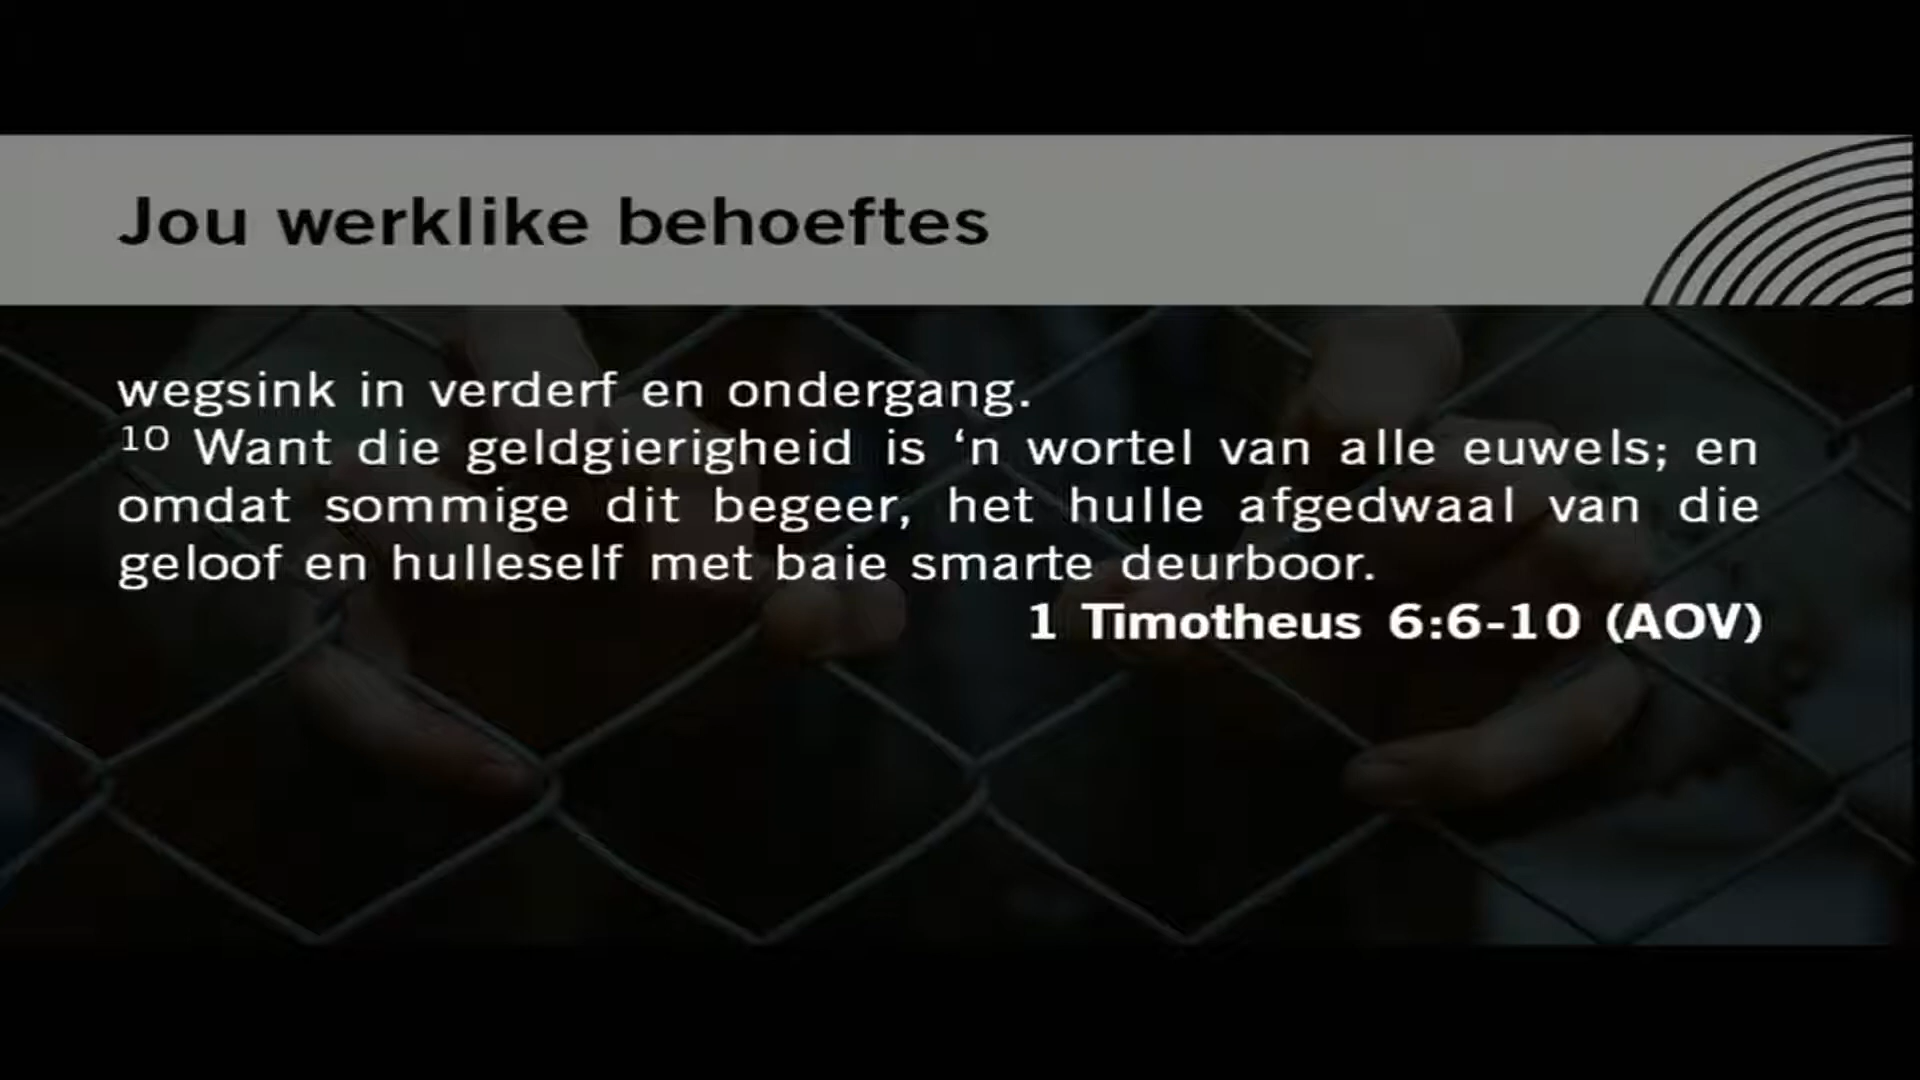 Jou werklike behoeftes
wegsink in verderf en ondergang.
10 Want die geldgierigheid is ‘n wortel van alle euwels; en
omdat sommige dit begeer, het hulle afgedwaal van die
geloof en hulleself met baie smarte deurboor.
1 Timotheus 6:6-10 (AOV)